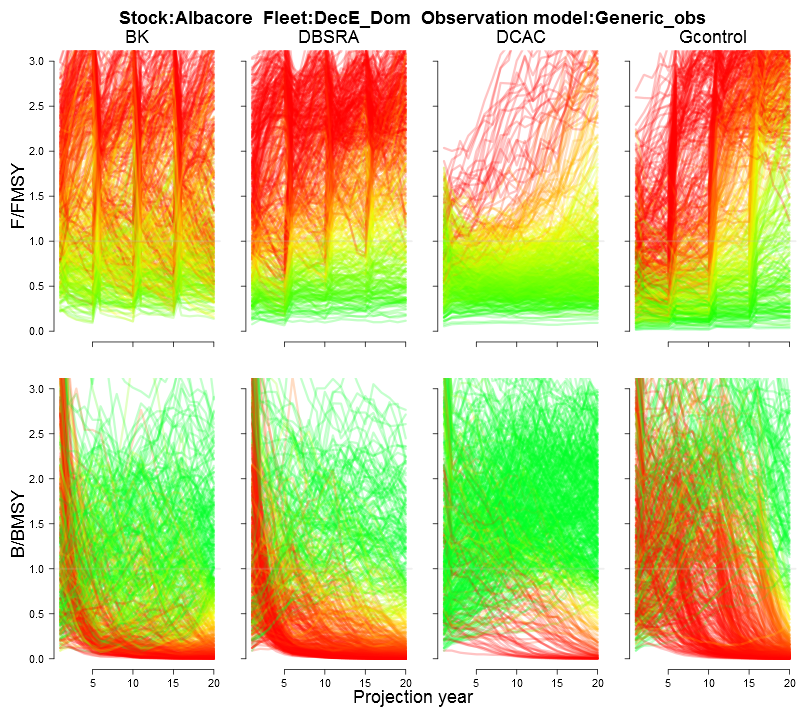 Stock:Albacore  Fleet:DecE_Dom  Observation model:Generic_obs
BK DBSRA DCAC Gcontrol
F/FMSY
3.0
2.5
2.0
1.5
1.0
0.5
0.0
B/BMSY
3.0
2.5
2.0
1.5
1.0
0.5
0.0
5 10 15 20 5 10 15 20 5 10 15 20 5 10 15 20
Projection year